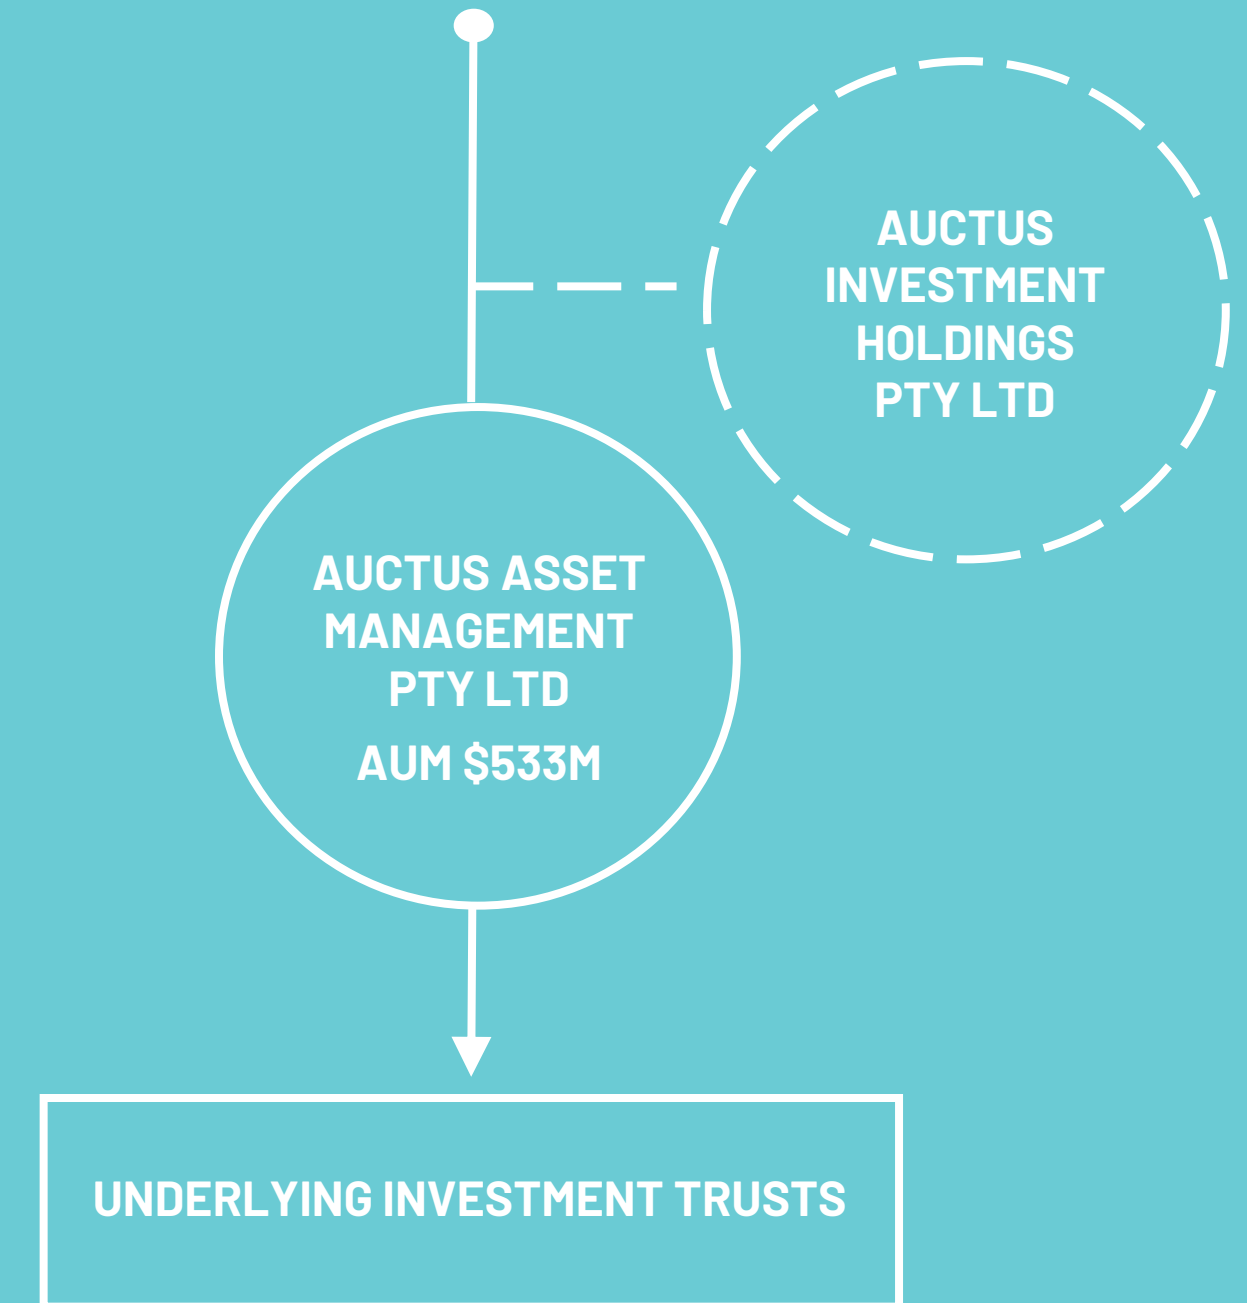 AUCTUS
INVESTMENT
HOLDINGS
PTY LTD
AUCTUS ASSET
MANAGEMENT
PTY LTD
AUM $533M
UNDERLYING INVESTMENT TRUSTS